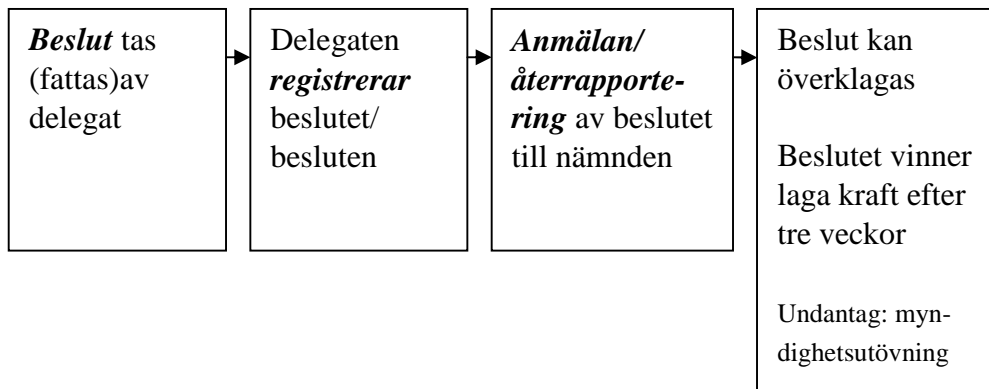 Beslut tas
(fattas)av
delegat
Delegaten
registrerar
beslutet/
besluten
Anmälan/
återrapporte-
ring av beslutet
till nämnden
Beslut kan
överklagas
Beslutet vinner
laga kraft efter
tre veckor
Undantag: myn-
dighetsutövning